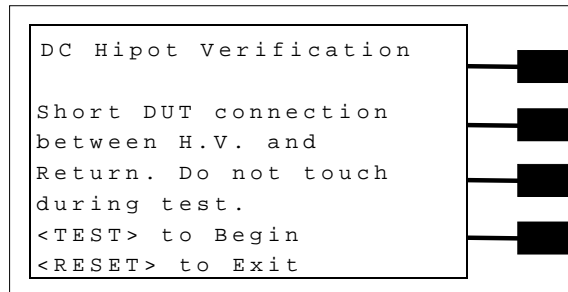 DC Hipot Verification
Short DUT connection
between H.V. and
Return. Do not touch
during test.
<TEST> to Begin
<RESET> to Exit